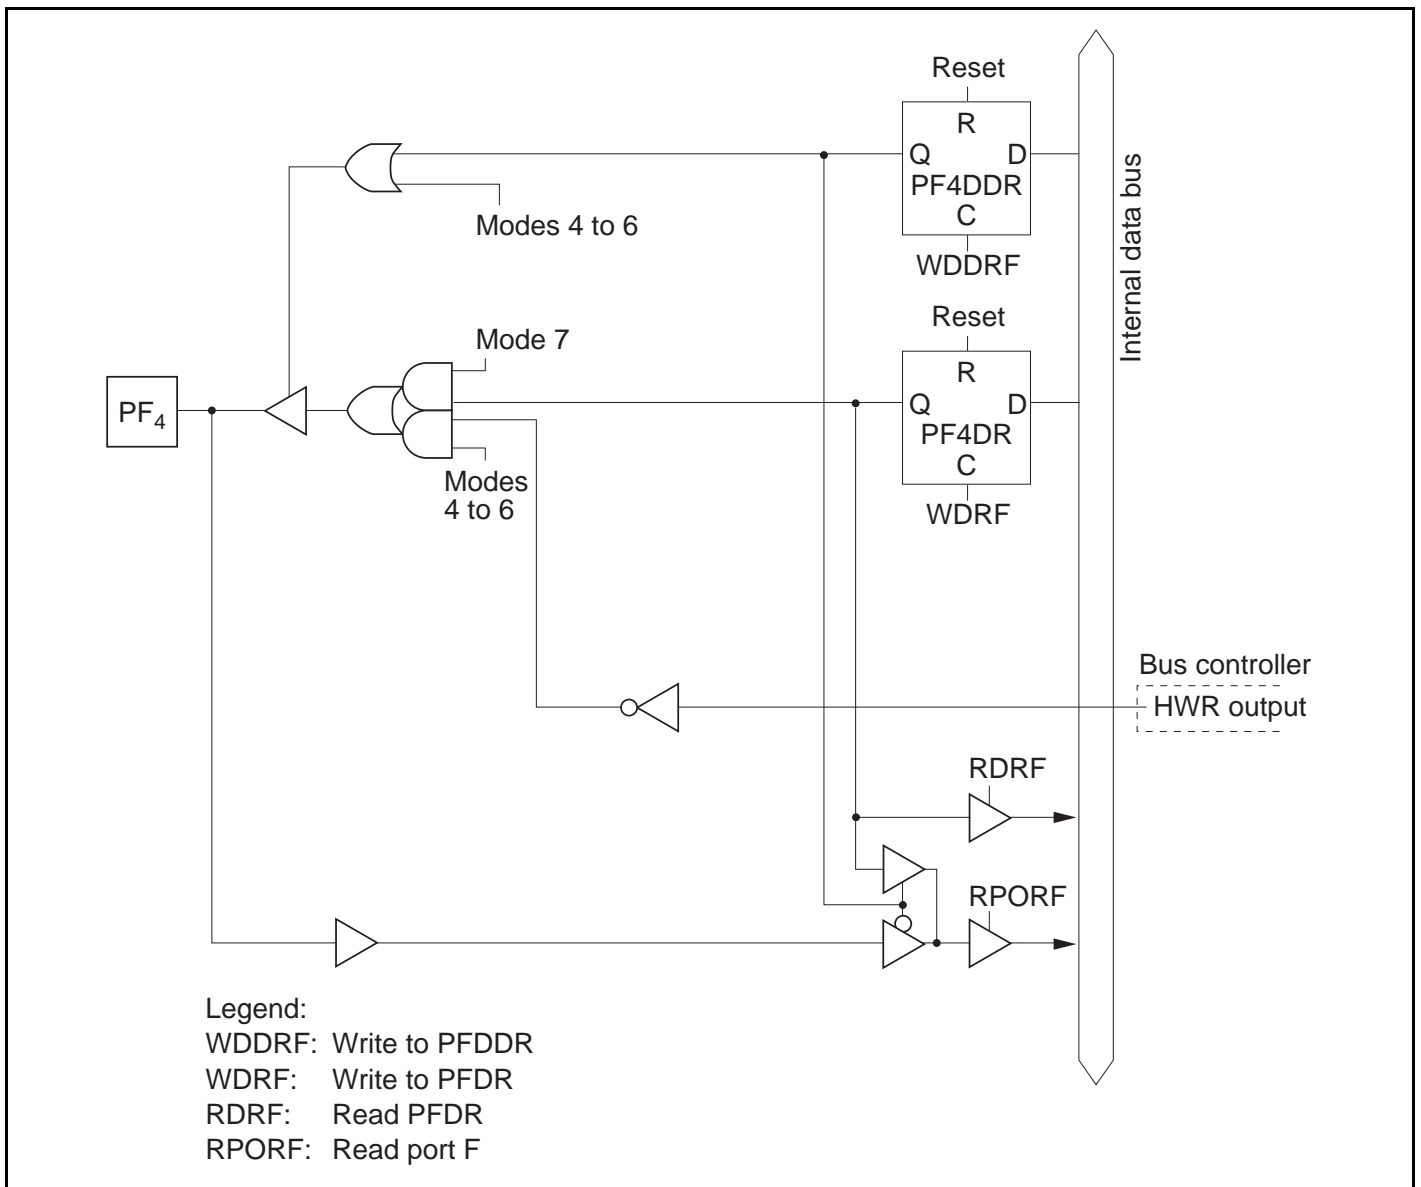 Reset
R
Q D
PF4DDR
C
WDDRF
Modes 4 to 6
Internal data bus
Reset
R
Q D
PF4DR
C
WDRF
Mode 7
PF4
Modes
4 to 6
Bus controller
HWR output
RDRF
RPORF
Legend:
WDDRF: Write to PFDDR
WDRF: Write to PFDR
RDRF: Read PFDR
RPORF: Read port F